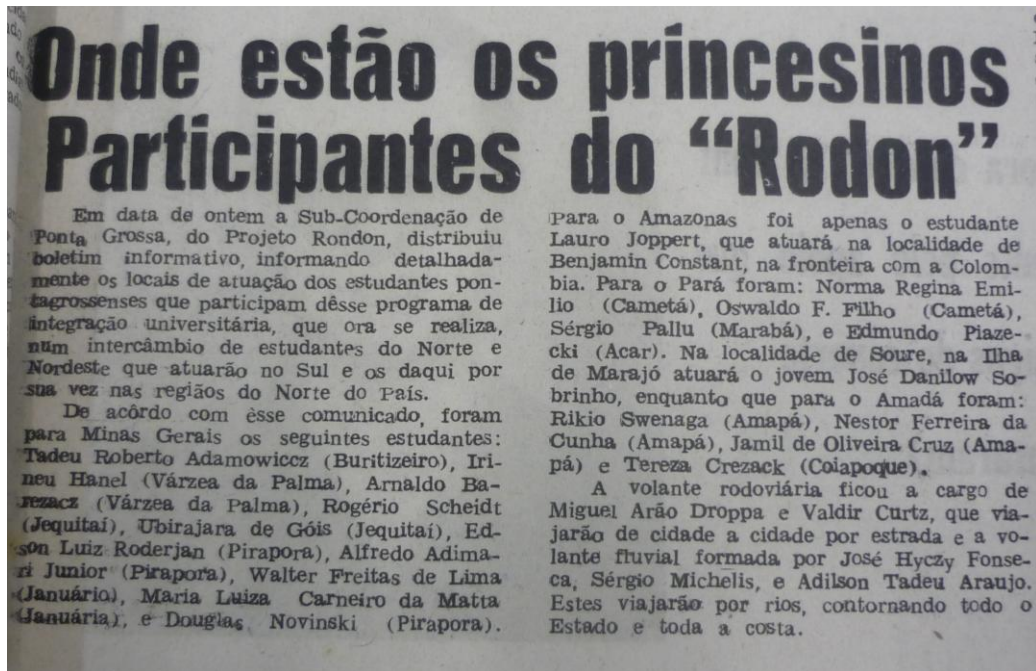 Onde estão os princesinos
Participantes do “Rodon”
Em data de ontem a Sub-Coordenação de
Ponta Grossa, do Projeto Rondon, distribuiu
boletim informativo, informando detalhada-
mente os locais de atuação dos estudantes pon-
tagrossenses que participam dêsse programa de
integração universitária, que ora se realiza,
num intercâmbio de estudantes do Norte e
Nordeste que atuarão no Sul e os daqui por
sua vez nas regiãos do Norte do País.
De acôrdo com êsse comunicado, foram
para Minas Gerais os seguintes estudantes:
Tadeu Roberto Adamowiccz (Buritizeiro), Iri-
neu Hanel (Várzea da Palma), Arnaldo Ba-
rezacz (Várzea da Palma), Rogério Scheidt
(Jequitaí), Ubirajara de Góis (Jequitaí), Ed-
son Luiz Roderjan (Pirapora), Alfredo Adima-
ri Junior (Pirapora), Walter Freitas de Lima
(Januário), Maria Luiza Carneiro da Matta
(Januária), e Douglas Novinski (Pirapora).
Para o Amazonas foi apenas o estudante
Lauro Joppert, que atuará na localidade de
Benjamin Constant, na fronteira com a Colom-
bia. Para o Pará foram: Norma Regina Emi-
lio (Cametá), Oswaldo F. Filho (Cametá),
Sérgio Pallu (Marabá), e Edmundo Piaze-
cki (Acar). Na localidade de Soure, na Ilha
de Marajó atuará o jovem José Danilow So-
brinho, enquanto que para o Amadá foram:
Rikio Swenaga (Amapá), Nestor Ferreira da
Cunha (Amapá), Jamil de Oliveira Cruz (Ama-
pá) e Tereza Crezack (Coiapoque).
A volante rodoviária ficou a cargo de
Miguel Arão Droppa e Valdir Curtz, que via-
jarão de cidade a cidade por estrada e a vo-
lante fluvial formada por José Hyczy Fonse-
ca, Sérgio Michelis, e Adilson Tadeu Araujo.
Estes viajarão por rios, contornando todo o
Estado e toda a costa.